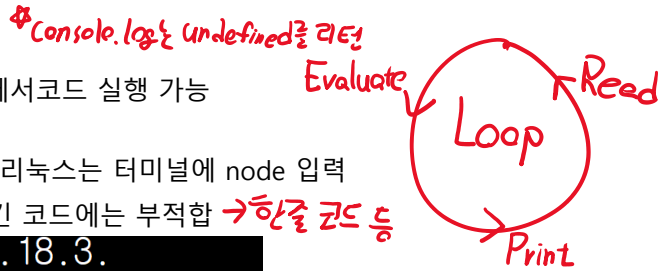 *Console.log는 undefined를 리턴
에서코드 실행 가능
Evaluate
Read
Loop
리눅스는 터미널에 node 입력
긴 코드에는 부적합 →한줄 코드 등
Print
.18.3.